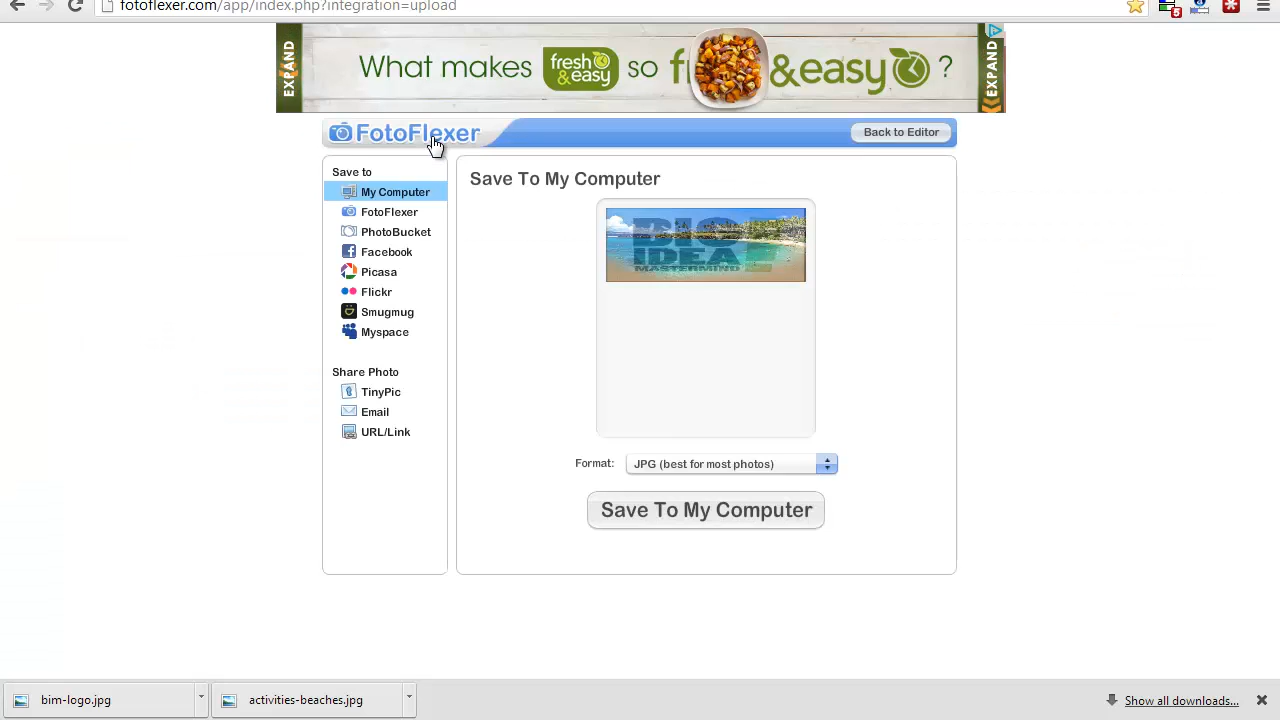 fotoflexer.com/app/index.php?integration=upload
5
EXPAND
What makes fresh &easy so f &easy ?
EXPAND
FotoFlexer
Back to Editor
Save to
My Computer
FotoFlexer
PhotoBucket
Facebook
Picasa
Flickr
Smugmug
Myspace
Share Photo
TinyPic
Email
URL/Link
Save To My Computer
BIG
IDEA
MASTERMIND
Format: JPG (best for most photos)
Save To My Computer
bim-logo.jpg
activities-beaches.jpg
Show all downloads...